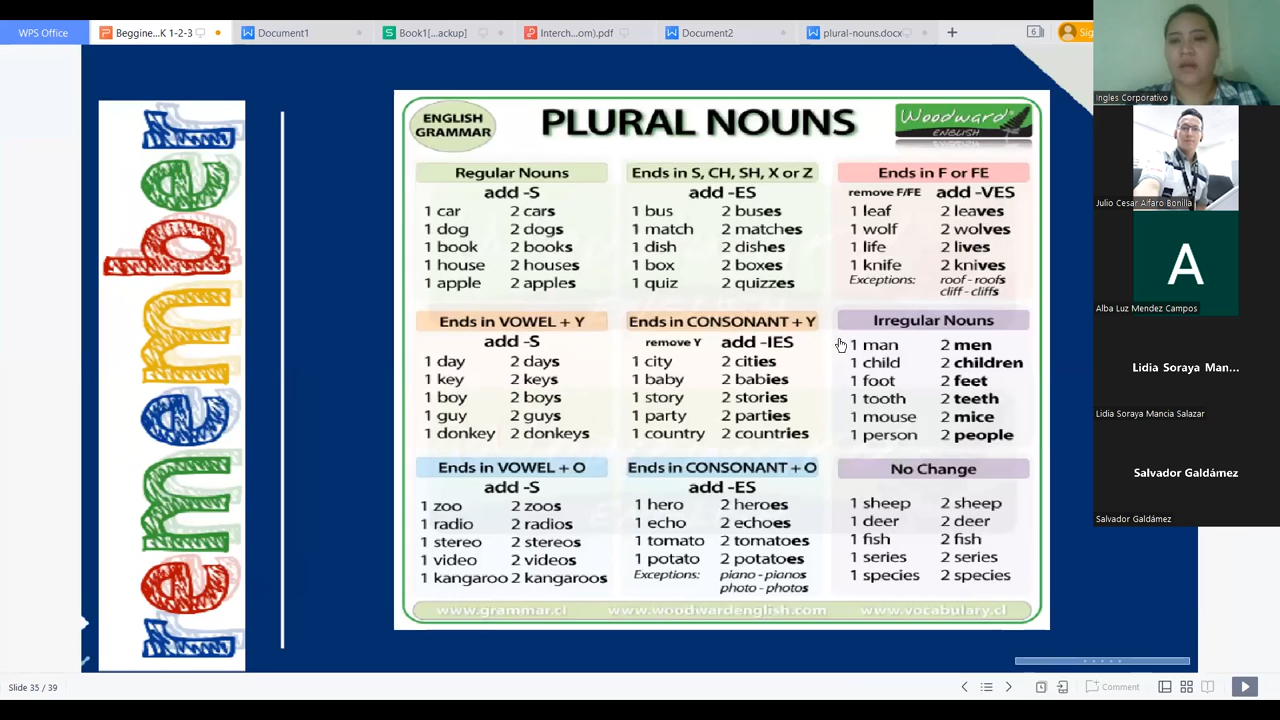 WPS Office
Beggine...K 1-2-3
Document1
Book1[...ackup]
Interch...om).pdf
Document2
plural-nouns.docx
6
Sig
remember
ENGLISH
GRAMMAR
PLURAL NOUNS
Woodward
ENGLISH
Regular Nouns
add -S
1 car 2 cars
1 dog 2 dogs
1 book 2 books
1 house 2 houses
1 apple 2 apples
Ends in S, CH, SH, X or Z
add -ES
1 bus 2 buses
1 match 2 matches
1 dish 2 dishes
1 box 2 boxes
1 quiz 2 quizzes
Ends in F or FE
remove F/FE add -VES
1 leaf 2 leaves
1 wolf 2 wolves
1 life 2 lives
1 knife 2 knives
Exceptions: roof - roofs
cliff - cliffs
Ends in VOWEL + Y
add -S
1 day 2 days
1 key 2 keys
1 boy 2 boys
1 guy 2 guys
1 donkey 2 donkeys
Ends in CONSONANT + Y
remove Y add -IES
1 city 2 cities
1 baby 2 babies
1 story 2 stories
1 party 2 parties
1 country 2 countries
Irregular Nouns
1 man 2 men
1 child 2 children
1 foot 2 feet
1 tooth 2 teeth
1 mouse 2 mice
1 person 2 people
Ends in VOWEL + O
add -S
1 zoo 2 zoos
1 radio 2 radios
1 stereo 2 stereos
1 video 2 videos
1 kangaroo 2 kangaroos
Ends in CONSONANT + O
add -ES
1 hero 2 heroes
1 echo 2 echoes
1 tomato 2 tomatoes
1 potato 2 potatoes
Exceptions: piano - pianos
photo - photos
No Change
1 sheep 2 sheep
1 deer 2 deer
1 fish 2 fish
1 series 2 series
1 species 2 species
www.grammar.cl www.woodwardenglish.com www.vocabulary.cl
Ingles Corporativo
Julio Cesar Alfaro Bonilla
A
Alba Luz Mendez Campos
Lidia Soraya Man...
Lidia Soraya Mancia Salazar
Salvador Galdámez
Salvador Galdámez
Slide 35 / 39
Comment